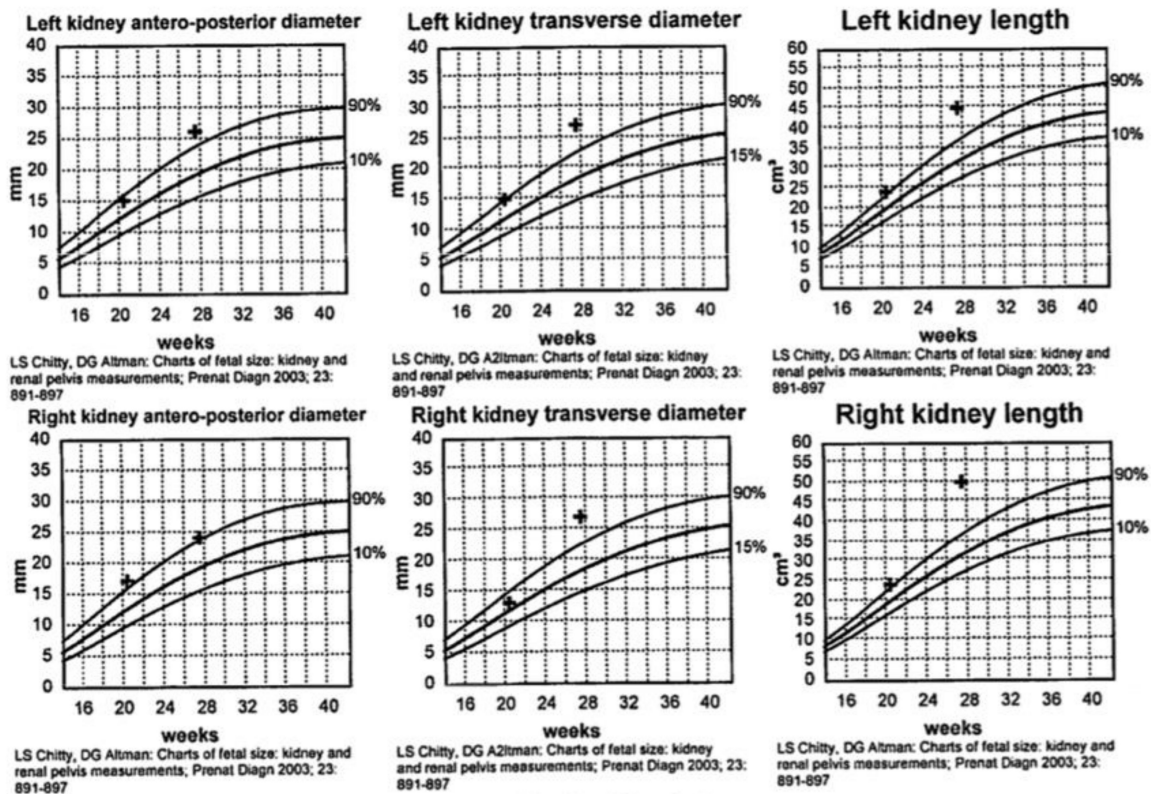 Left kidney antero-posterior diameter
40
35
30
25
20
15
10
5
0
mm
90%
10%
16 20 24 28 32 36 40
weeks
LS Chitty, DG Altman: Charts of fetal size: kidney and
renal pelvis measurements; Prenat Diagn 2003; 23:
891-897
Left kidney transverse diameter
40
35
30
25
20
15
10
5
0
mm
90%
15%
16 20 24 28 32 36 40
weeks
LS Chitty, DG A2ltman: Charts of fetal size: kidney
and renal pelvis measurements; Prenat Diagn 2003; 23:
891-897
Left kidney length
60
55
50
45
40
35
30
25
20
15
10
5
0
cm³
90%
10%
16 20 24 28 32 36 40
weeks
LS Chitty, DG Altman: Charts of fetal size: kidney and
renal pelvis measurements; Prenat Diagn 2003; 23:
891-897
Right kidney antero-posterior diameter
40
35
30
25
20
15
10
5
0
mm
90%
10%
16 20 24 28 32 36 40
weeks
LS Chitty, DG Altman: Charts of fetal size: kidney and
renal pelvis measurements; Prenat Diagn 2003; 23:
891-897
Right kidney transverse diameter
40
35
30
25
20
15
10
5
0
mm
90%
15%
16 20 24 28 32 36 40
weeks
LS Chitty, DG A2ltman: Charts of fetal size: kidney
and renal pelvis measurements; Prenat Diagn 2003; 23:
891-897
Right kidney length
60
55
50
45
40
35
30
25
20
15
10
5
0
cm³
90%
10%
16 20 24 28 32 36 40
weeks
LS Chitty, DG Altman: Charts of fetal size: kidney and
renal pelvis measurements; Prenat Diagn 2003; 23:
891-897